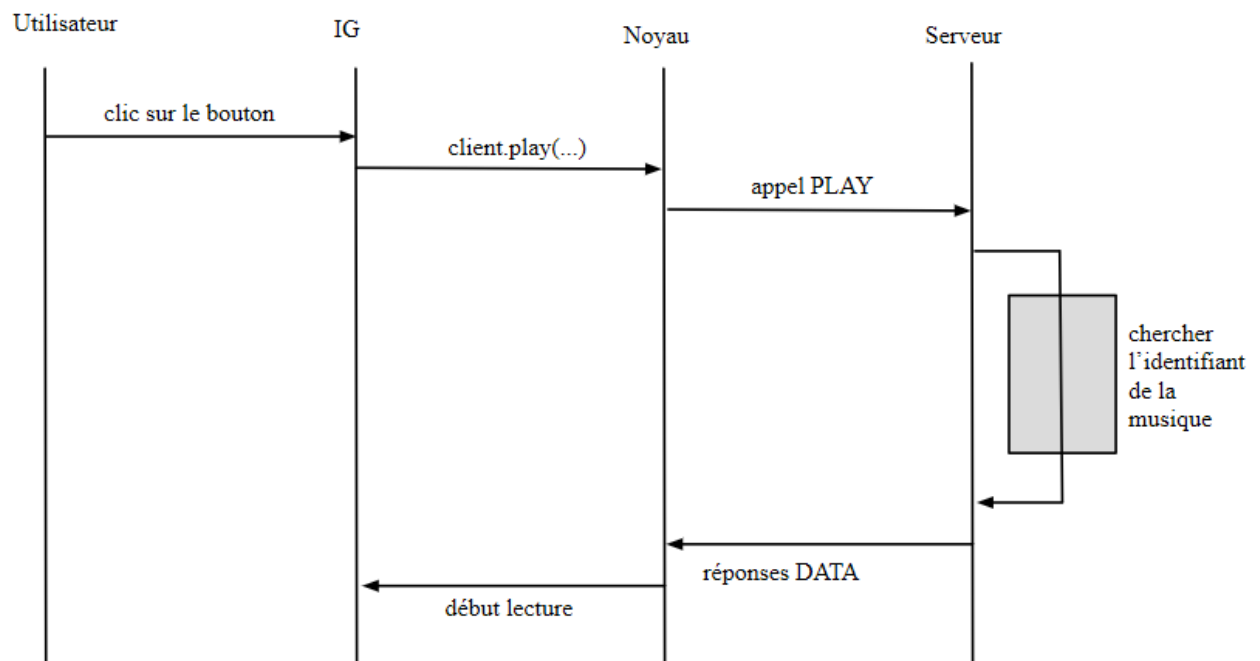 Utilisateur
IG
Noyau
Serveur
clic sur le bouton
client.play(...)
appel PLAY
chercher
l'identifiant
de la
musique
réponses DATA
début lecture